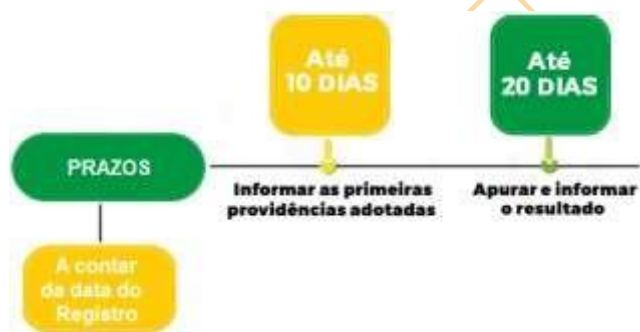 Até
10 DIAS
Até
20 DIAS
PRAZOS
Informar as primeiras
providências adotadas
Apurar e informar
o resultado
A contar
da data do
Registro